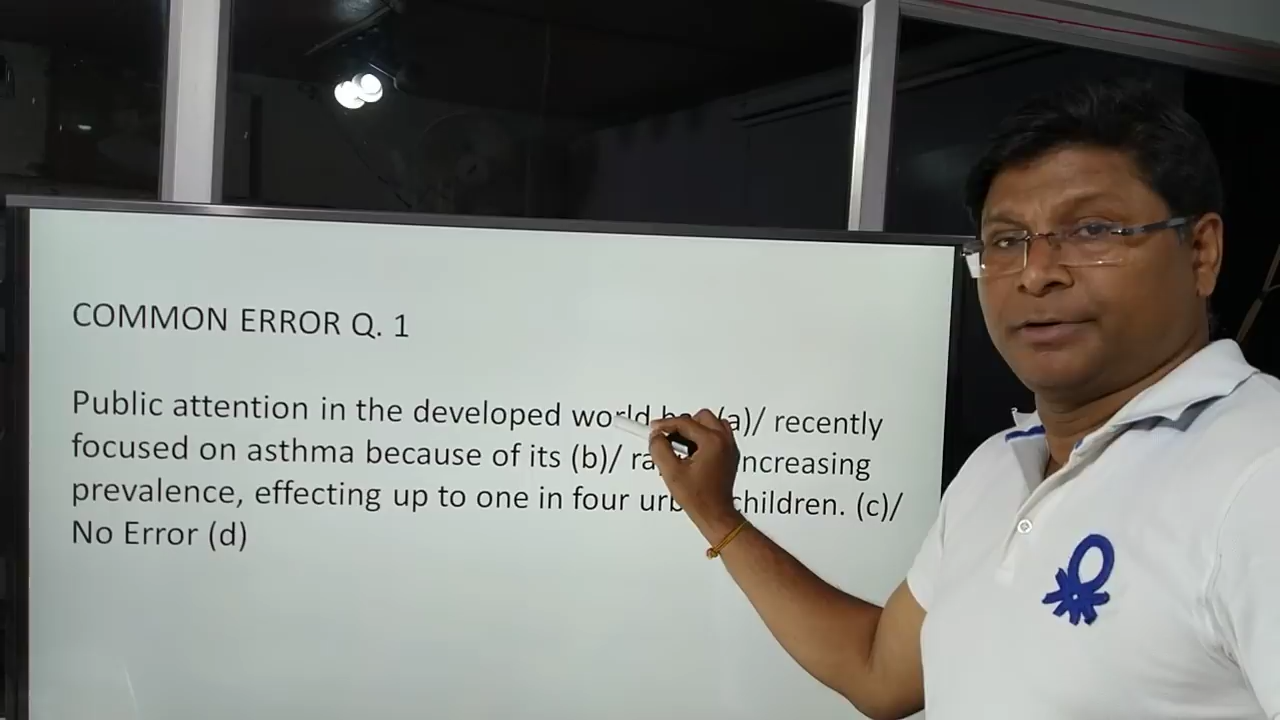 COMMON ERROR Q. 1
Public attention in the developed world (a)/ recently
focused on asthma because of its (b)/ increasing
prevalence, effecting up to one in four children. (c)/
No Error (d)